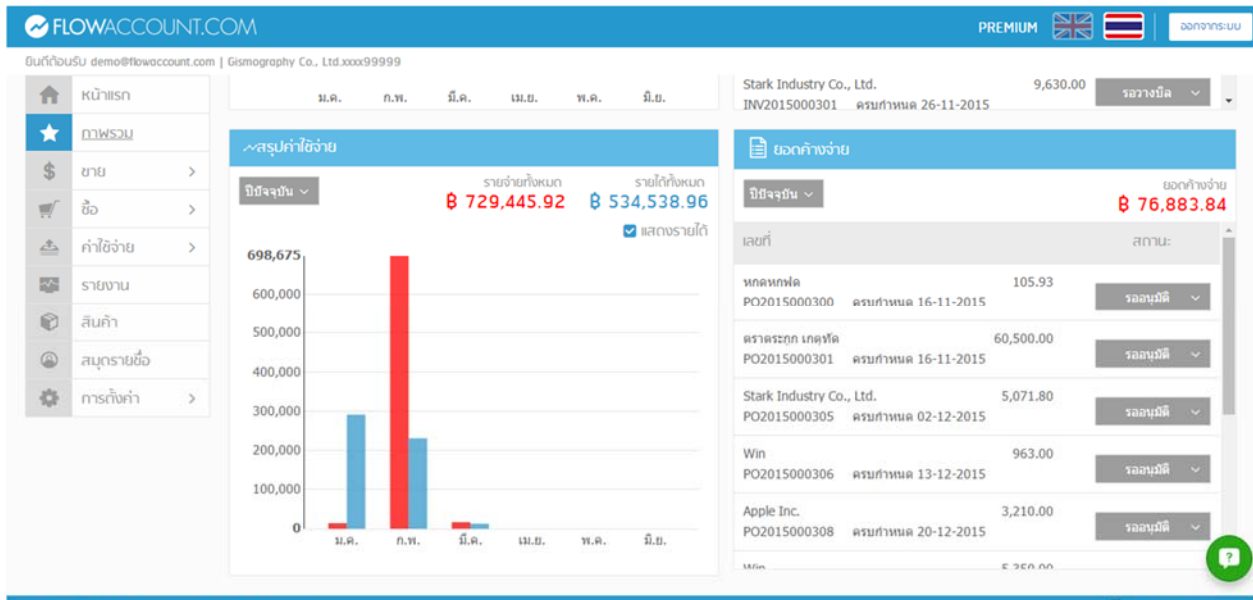 FLOWACCOUNT.COM
PREMIUM
ออกจากระบบ
ยินดีต้อนรับ demo@flowaccount.com | Gismography Co., Ltd.xxxx99999
หน้าแรก
ภาพรวม
ขาย
ซื้อ
ค่าใช้จ่าย
รายงาน
สินค้า
สมุดรายชื่อ
การตั้งค่า
ม.ค. ก.พ. มี.ค. เม.ย. พ.ค. มิ.ย.
Stark Industry Co., Ltd. 9,630.00
INV2015000301 ครบกำหนด 26-11-2015
รอวางบิล
สรุปค่าใช้จ่าย
ปีปัจจุบัน
รายจ่ายทั้งหมด รายได้ทั้งหมด
฿ 729,445.92 ฿ 534,538.96
แสดงรายได้
698,675
600,000
500,000
400,000
300,000
200,000
100,000
0
ม.ค. ก.พ. มี.ค. เม.ย. พ.ค. มิ.ย.
ยอดค้างจ่าย
ปีปัจจุบัน
ยอดค้างจ่าย
฿ 76,883.84
เลขที่ สถานะ
หกดหกฟด 105.93
PO2015000300 ครบกำหนด 16-11-2015
รออนุมัติ
ตราตระกูก เกดุทัด 60,500.00
PO2015000301 ครบกำหนด 16-11-2015
รออนุมัติ
Stark Industry Co., Ltd. 5,071.80
PO2015000305 ครบกำหนด 02-12-2015
รออนุมัติ
Win 963.00
PO2015000306 ครบกำหนด 13-12-2015
รออนุมัติ
Apple Inc. 3,210.00
PO2015000308 ครบกำหนด 20-12-2015
รออนุมัติ
Win 5,350.00